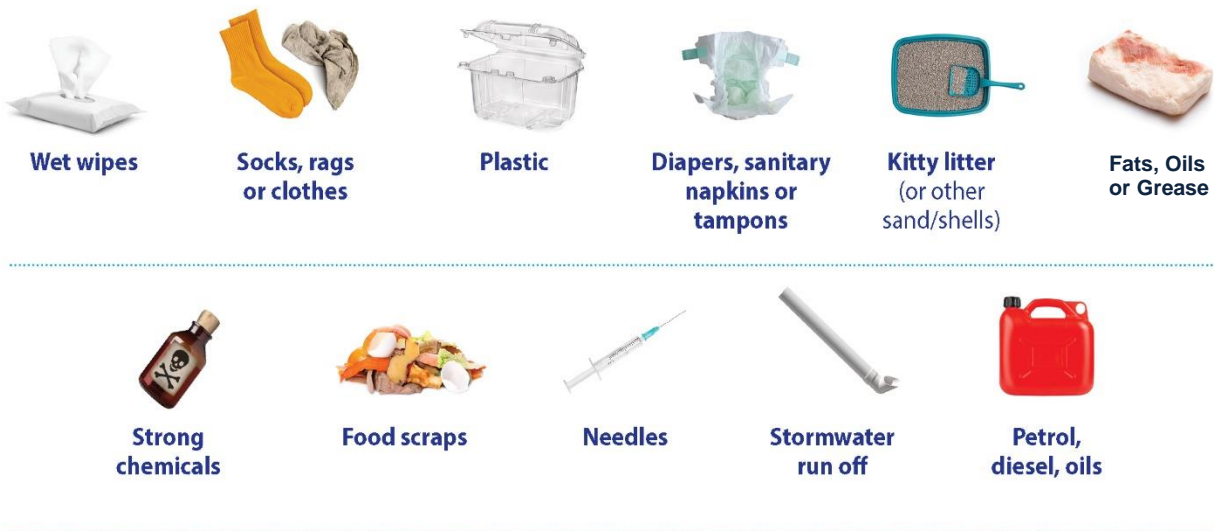 Wet wipes
Socks, rags
or clothes
Plastic
Diapers, sanitary
napkins or
tampons
Kitty litter
(or other
sand/shells)
Fats, Oils
or Grease
Strong
chemicals
Food scraps
Needles
Stormwater
run off
Petrol,
diesel, oils